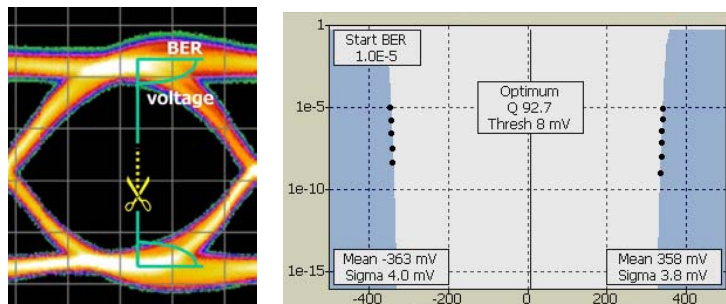 BER
voltage
1
Start BER
1.0E-5
Optimum
Q 92.7
Thresh 8 mV
1e-5
1e-10
Mean -363 mV
Sigma 4.0 mV
Mean 358 mV
Sigma 3.8 mV
1e-15
-400
-200
0
200
400